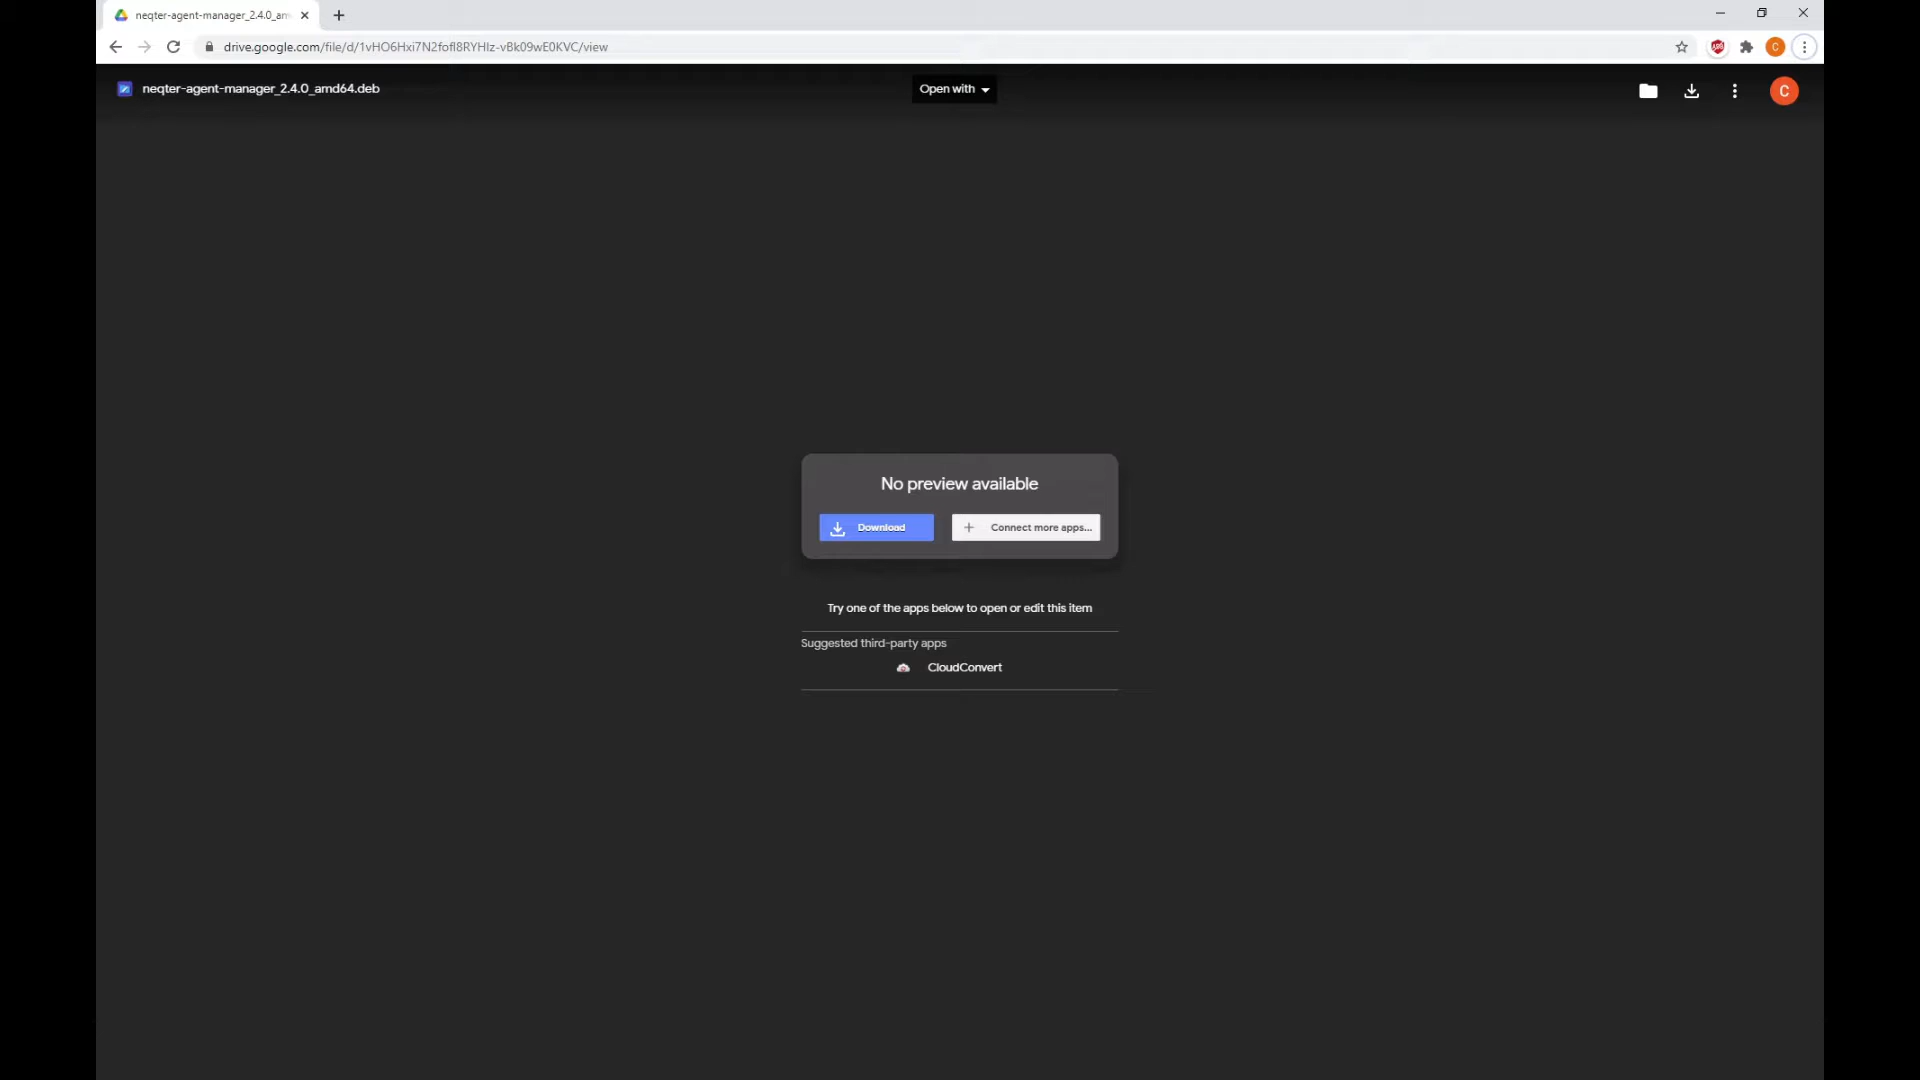 neqter-agent-manager_2.4.0_am
drive.google.com/file/d/1vHO6Hxi7N2fofl8RYHIz-vBk09wE0KVC/view
C
neqter-agent-manager_2.4.0_amd64.deb
Open with
C
No preview available
Download
Connect more apps...
Try one of the apps below to open or edit this item
Suggested third-party apps
CloudConvert